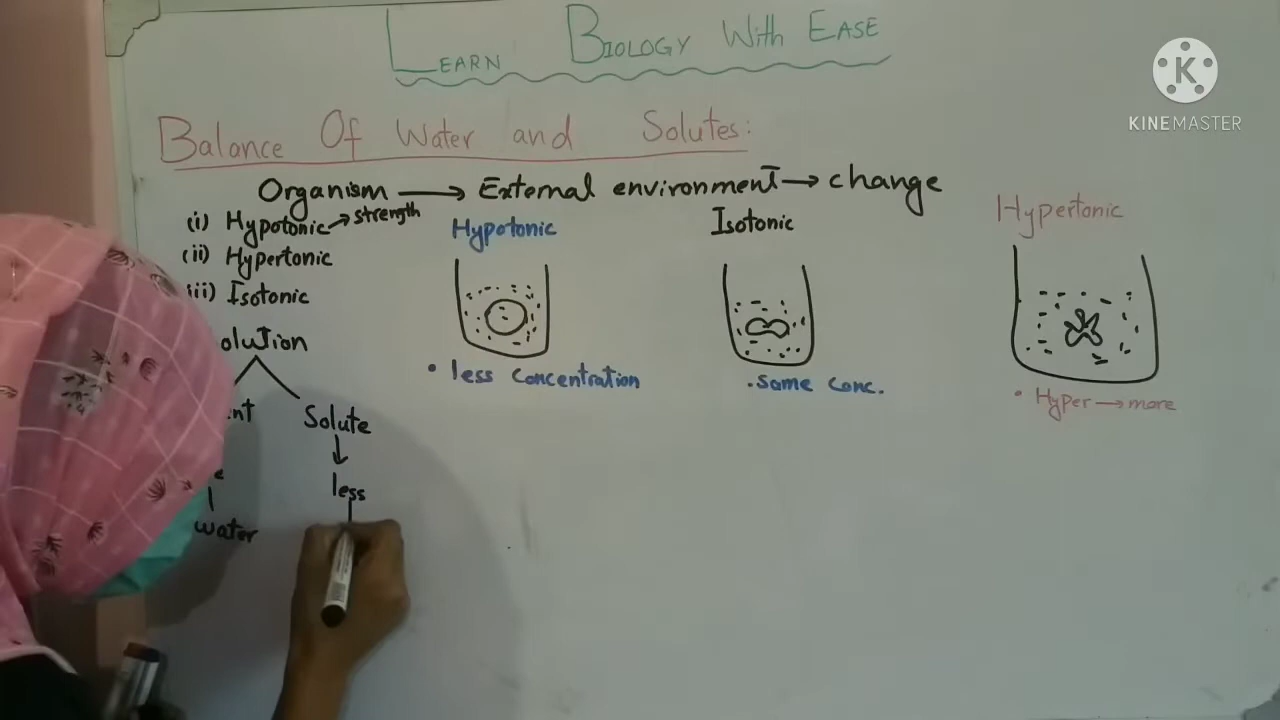 LEARN BIOLOGY With EASE
KINEMASTER
Balance Of Water and Solutes:
Organism → External environment → change
(i) Hypotonic → strength
(ii) Hypertonic
(iii) Isotonic
Hypotonic
Isotonic
Hypertonic
• less concentration
• same conc.
• Hyper → more
olution
nt
Solute
less
water